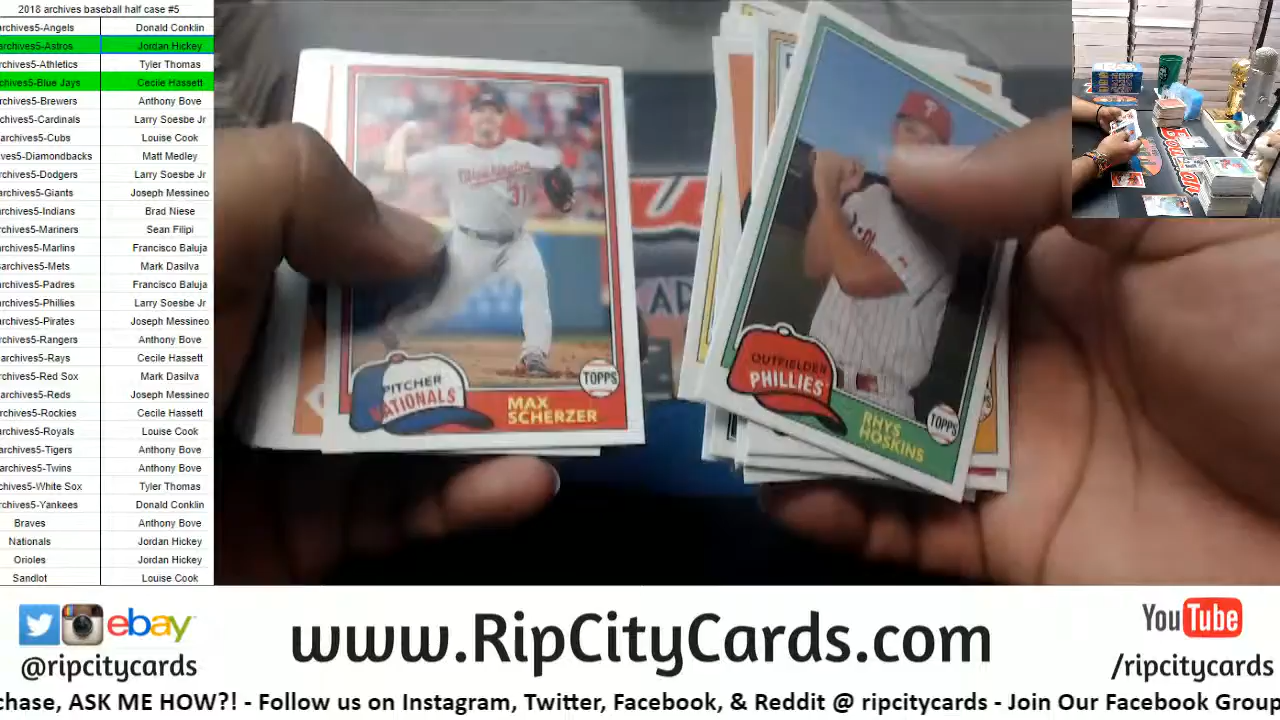 2018 archives baseball half case #5
archives5-Angels Donald Conklin
archives5-Astros Jordan Hickey
archives5-Athletics Tyler Thomas
rchives5-Blue Jays Cecile Hassett
archives5-Brewers Anthony Bove
archives5-Cardinals Larry Soesbe Jr
archives5-Cubs Louise Cook
ves5-Diamondbacks Matt Medley
archives5-Dodgers Larry Soesbe Jr
archives5-Giants Joseph Messineo
archives5-Indians Brad Niese
archives5-Mariners Sean Filipi
archives5-Marlins Francisco Baluja
archives5-Mets Mark Dasilva
archives5-Padres Francisco Baluja
archives5-Phillies Larry Soesbe Jr
archives5-Pirates Joseph Messineo
archives5-Rangers Anthony Bove
archives5-Rays Cecile Hassett
archives5-Red Sox Mark Dasilva
archives5-Reds Joseph Messineo
archives5-Rockies Cecile Hassett
archives5-Royals Louise Cook
archives5-Tigers Anthony Bove
archives5-Twins Anthony Bove
chives5-White Sox Tyler Thomas
rchives5-Yankees Donald Conklin
Braves Anthony Bove
Nationals Jordan Hickey
Orioles Jordan Hickey
Sandlot Louise Cook
31
PITCHER
NATIONALS
MAX
SCHERZER
TOPPS
OUTFIELDER
PHILLIES
RHYS
HOSKINS
TOPPS
ebay
@ripcitycards
www.RipCityCards.com
YouTube
/ripcitycards
chase, ASK ME HOW?! - Follow us on Instagram, Twitter, Facebook, & Reddit @ ripcitycards - Join Our Facebook Group